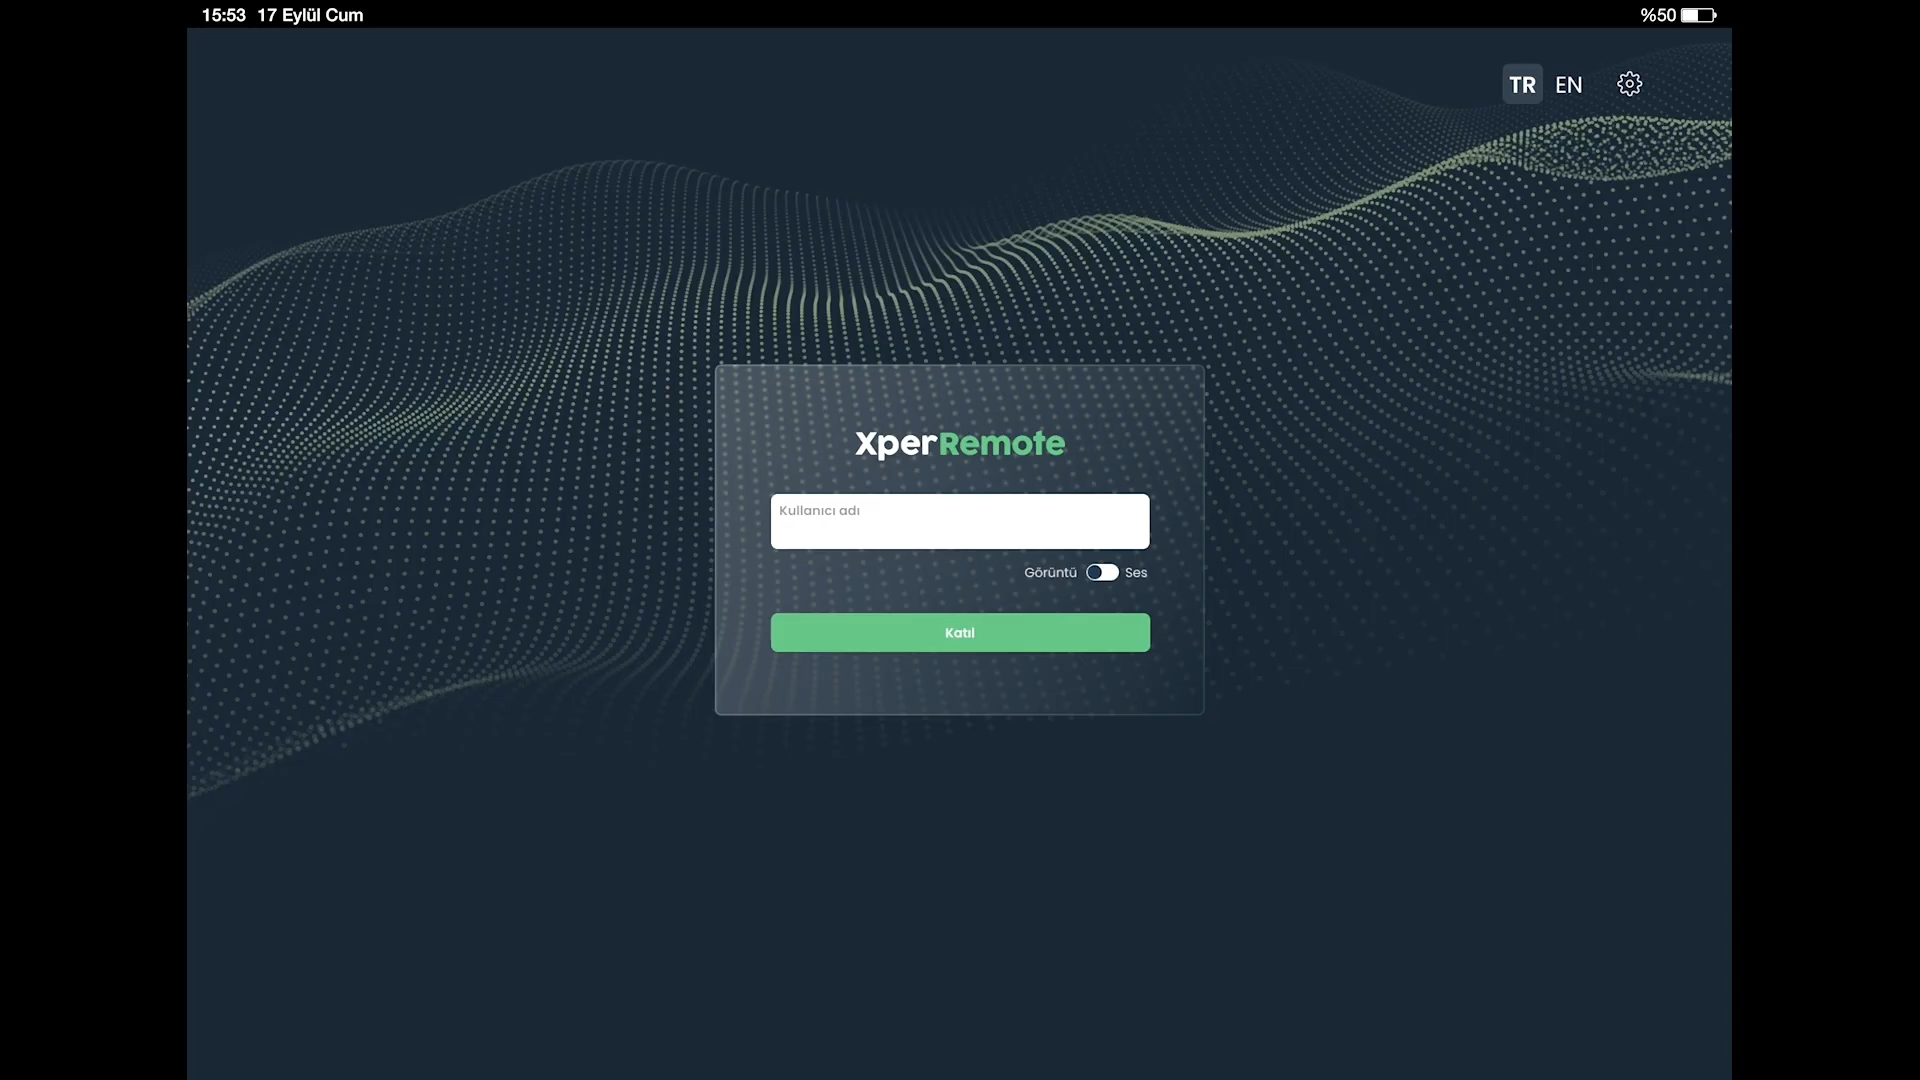 15:53 17 Eylül Cum
%50
TR EN
XperRemote
Kullanıcı adı
Görüntü Ses
Katıl